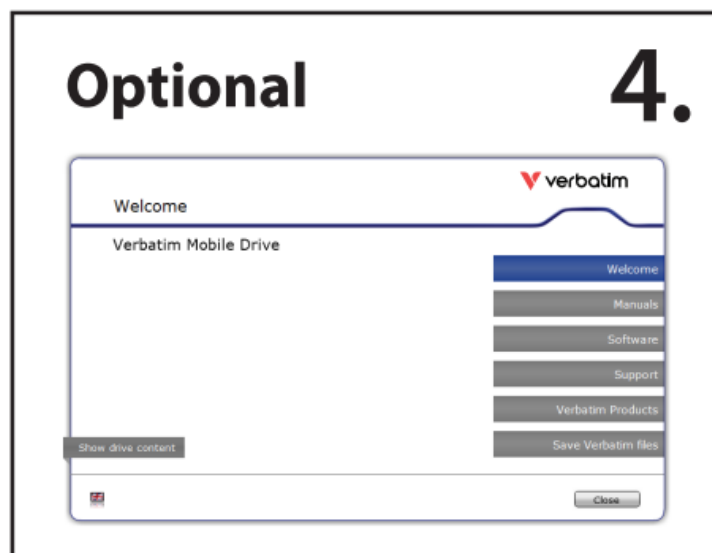 Optional 4.
verbatim
Welcome
Verbatim Mobile Drive
Welcome
Manuals
Software
Support
Verbatim Products
Save Verbatim files
Show drive content
Close